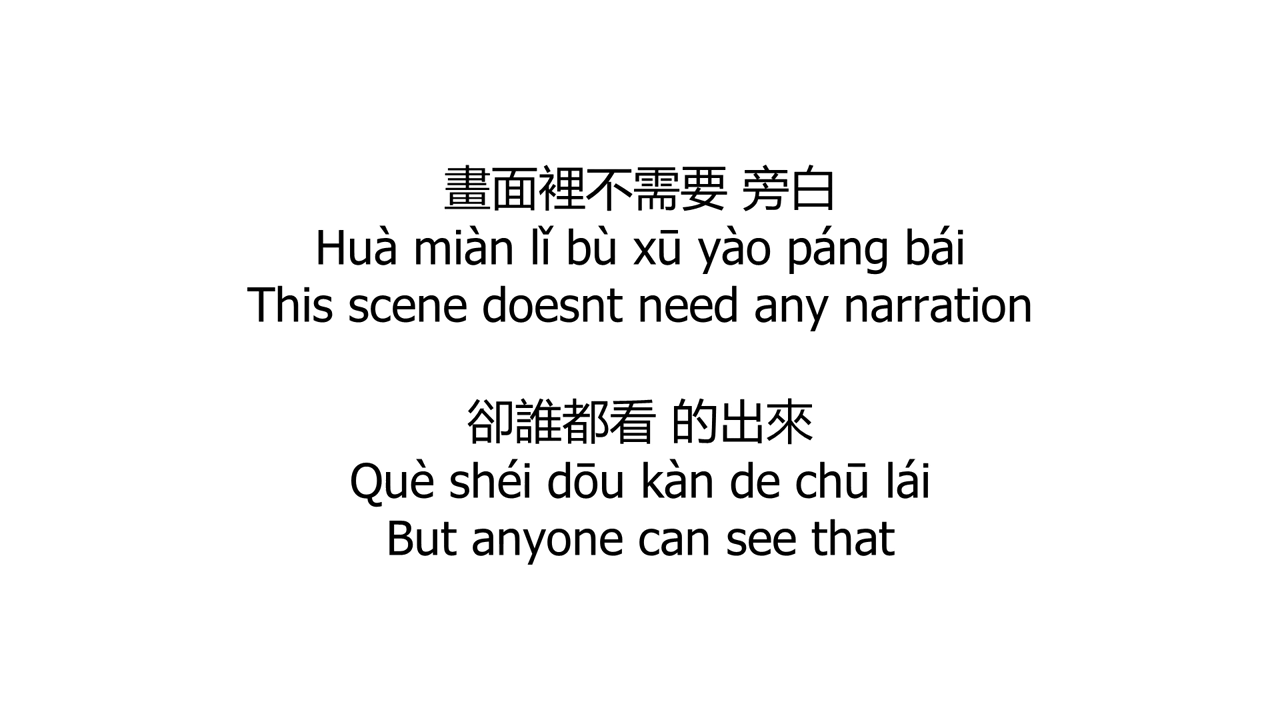 畫面裡不需要 旁白
Huà miàn lǐ bù xū yào páng bái
This scene doesnt need any narration
卻誰都看 的出來
Què shéi dōu kàn de chū lái
But anyone can see that